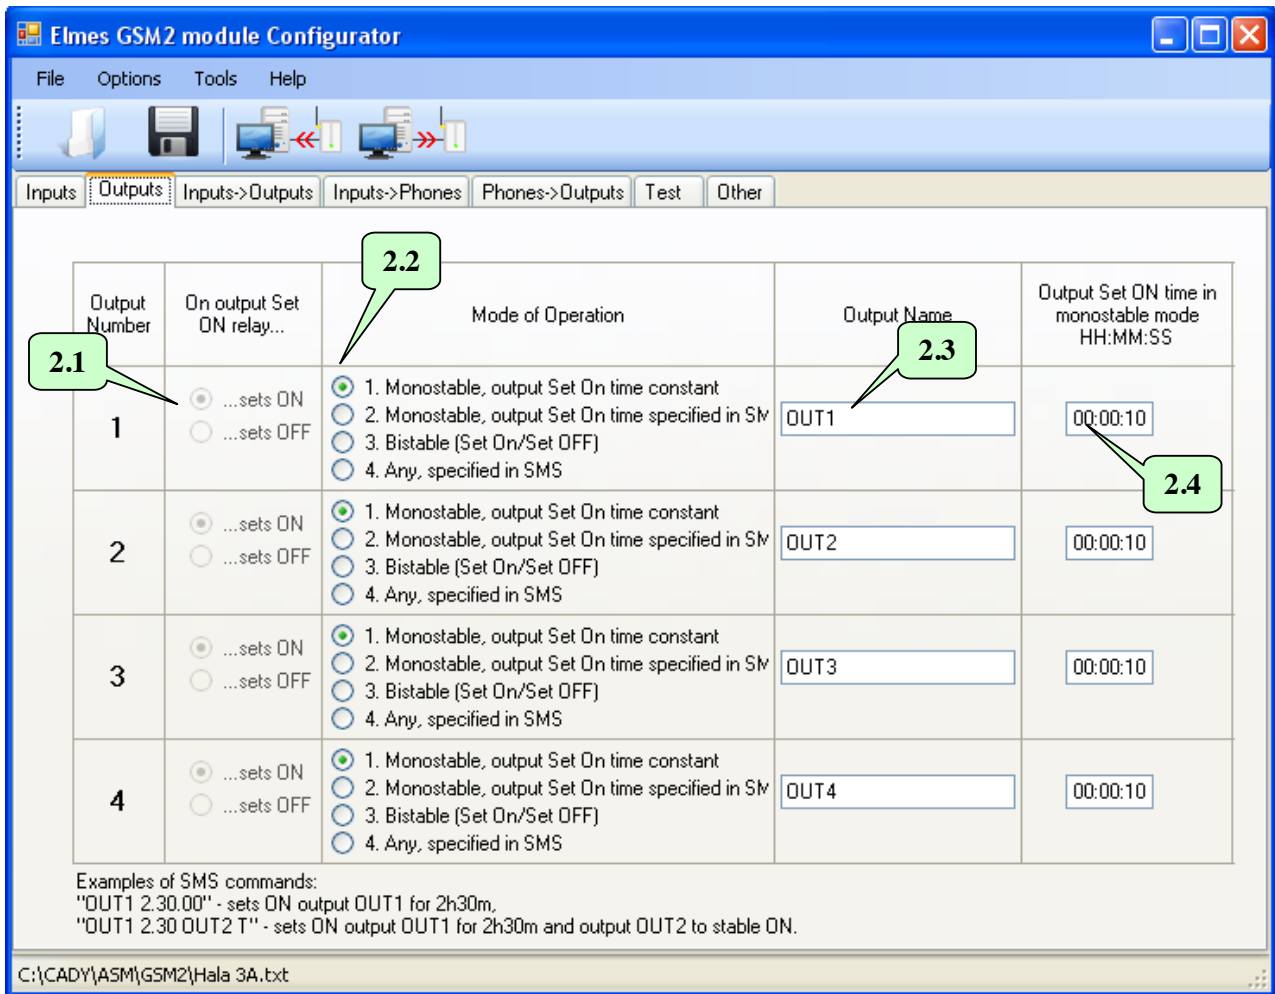 Elmes GSM2 module Configurator
File Options Tools Help
Inputs Outputs Inputs->Outputs Inputs->Phones Phones->Outputs Test Other
2.2
Output Number
On output Set ON relay...
Mode of Operation
Output Name
Output Set ON time in monostable mode HH:MM:SS
2.1
2.3
1
...sets ON
...sets OFF
1. Monostable, output Set On time constant
2. Monostable, output Set On time specified in SM
3. Bistable (Set On/Set OFF)
4. Any, specified in SMS
OUT1
00:00:10
2.4
2
...sets ON
...sets OFF
1. Monostable, output Set On time constant
2. Monostable, output Set On time specified in SM
3. Bistable (Set On/Set OFF)
4. Any, specified in SMS
OUT2
00:00:10
3
...sets ON
...sets OFF
1. Monostable, output Set On time constant
2. Monostable, output Set On time specified in SM
3. Bistable (Set On/Set OFF)
4. Any, specified in SMS
OUT3
00:00:10
4
...sets ON
...sets OFF
1. Monostable, output Set On time constant
2. Monostable, output Set On time specified in SM
3. Bistable (Set On/Set OFF)
4. Any, specified in SMS
OUT4
00:00:10
Examples of SMS commands:
"OUT1 2.30.00" - sets ON output OUT1 for 2h30m,
"OUT1 2.30 OUT2 T" - sets ON output OUT1 for 2h30m and output OUT2 to stable ON.
C:\CADY\ASM\GSM2\Hala 3A.txt